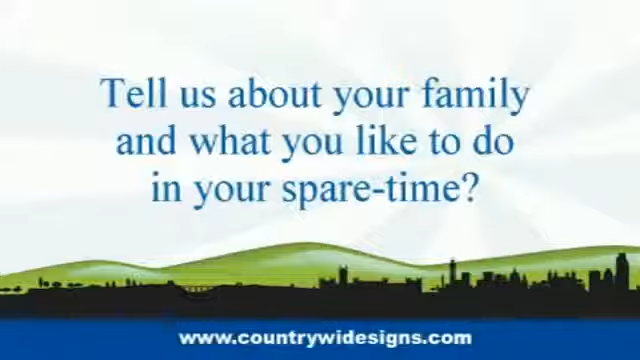 Tell us about your family
and what you like to do
in your spare-time?
www.countrywidesigns.com